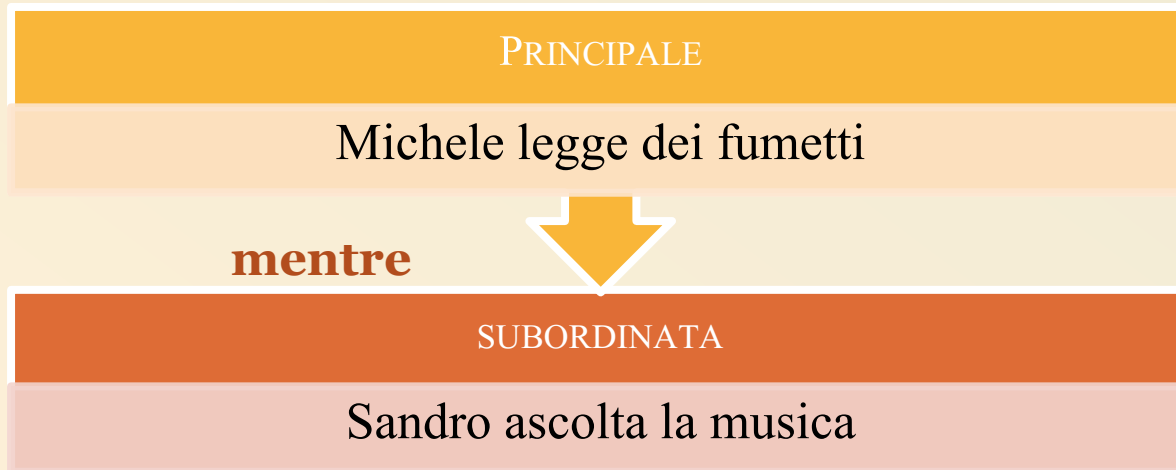 PRINCIPALE
Michele legge dei fumetti
mentre
SUBORDINATA
Sandro ascolta la musica